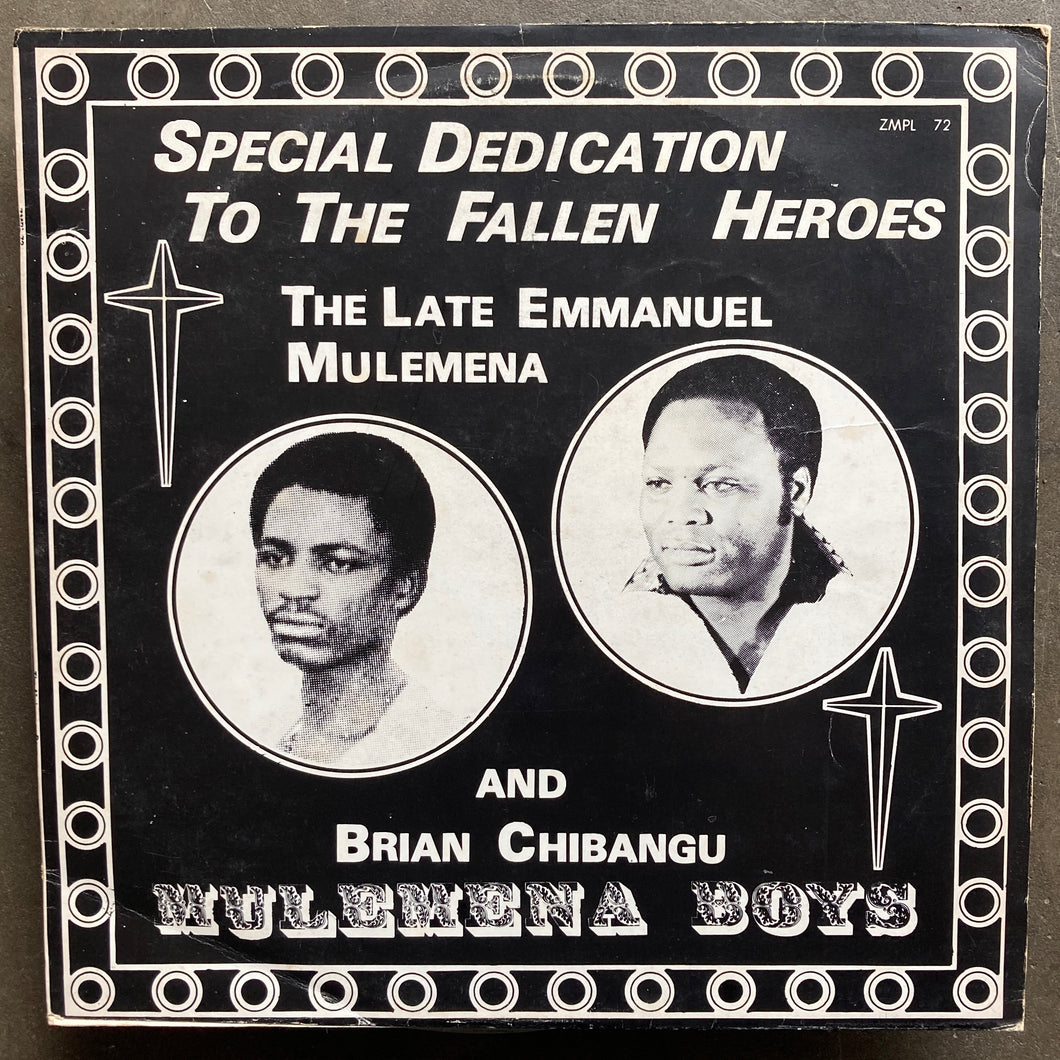 ZMPL 72
SPECIAL DEDICATION
TO THE FALLEN HEROES
THE LATE EMMANUEL
MULEMENA
AND
BRIAN CHIBANGU
MULEMENA BOYS